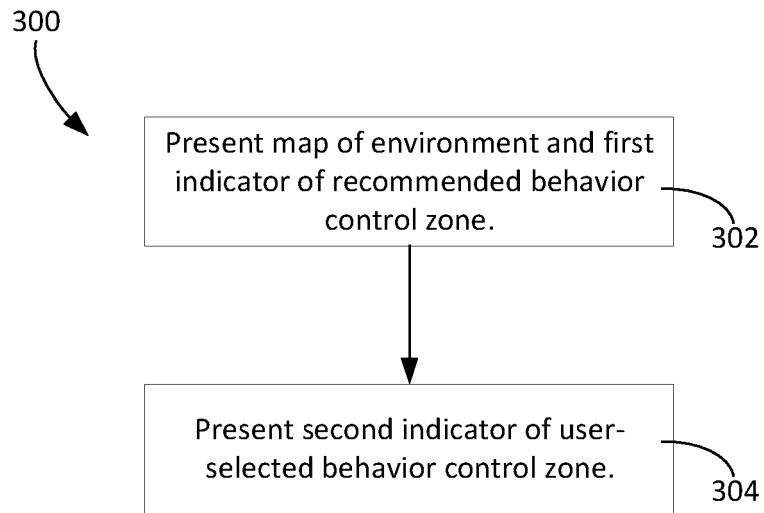 300
Present map of environment and first
indicator of recommended behavior
control zone.
302
Present second indicator of user-
selected behavior control zone.
304